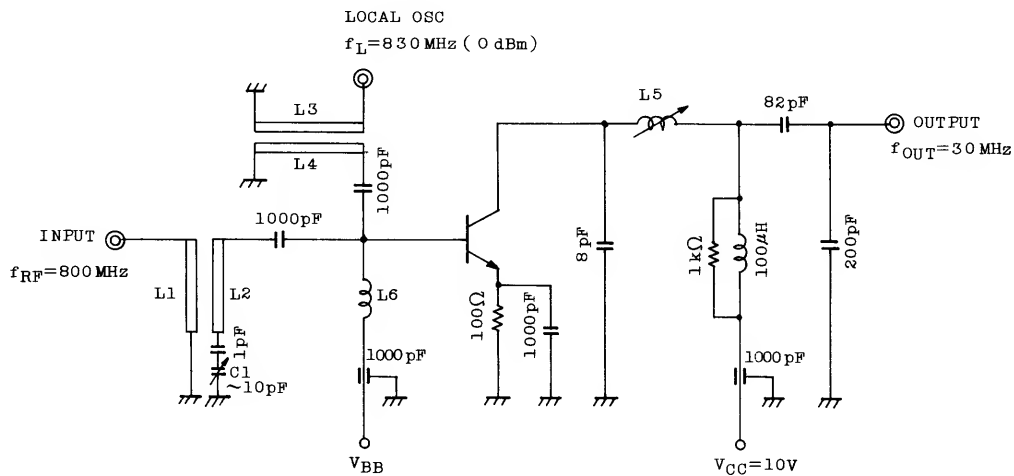 LOCAL OSC
fL=830MHz(0dBm)
L3
L4
1000pF
1000pF
INPUT
fRF=800MHz
L1
L2
1pF
C1
~10pF
L6
1000pF
VBB
100Ω
1000pF
8pF
L5
82pF
OUTPUT
fOUT=30MHz
1kΩ
100μH
200pF
1000pF
VCC=10V